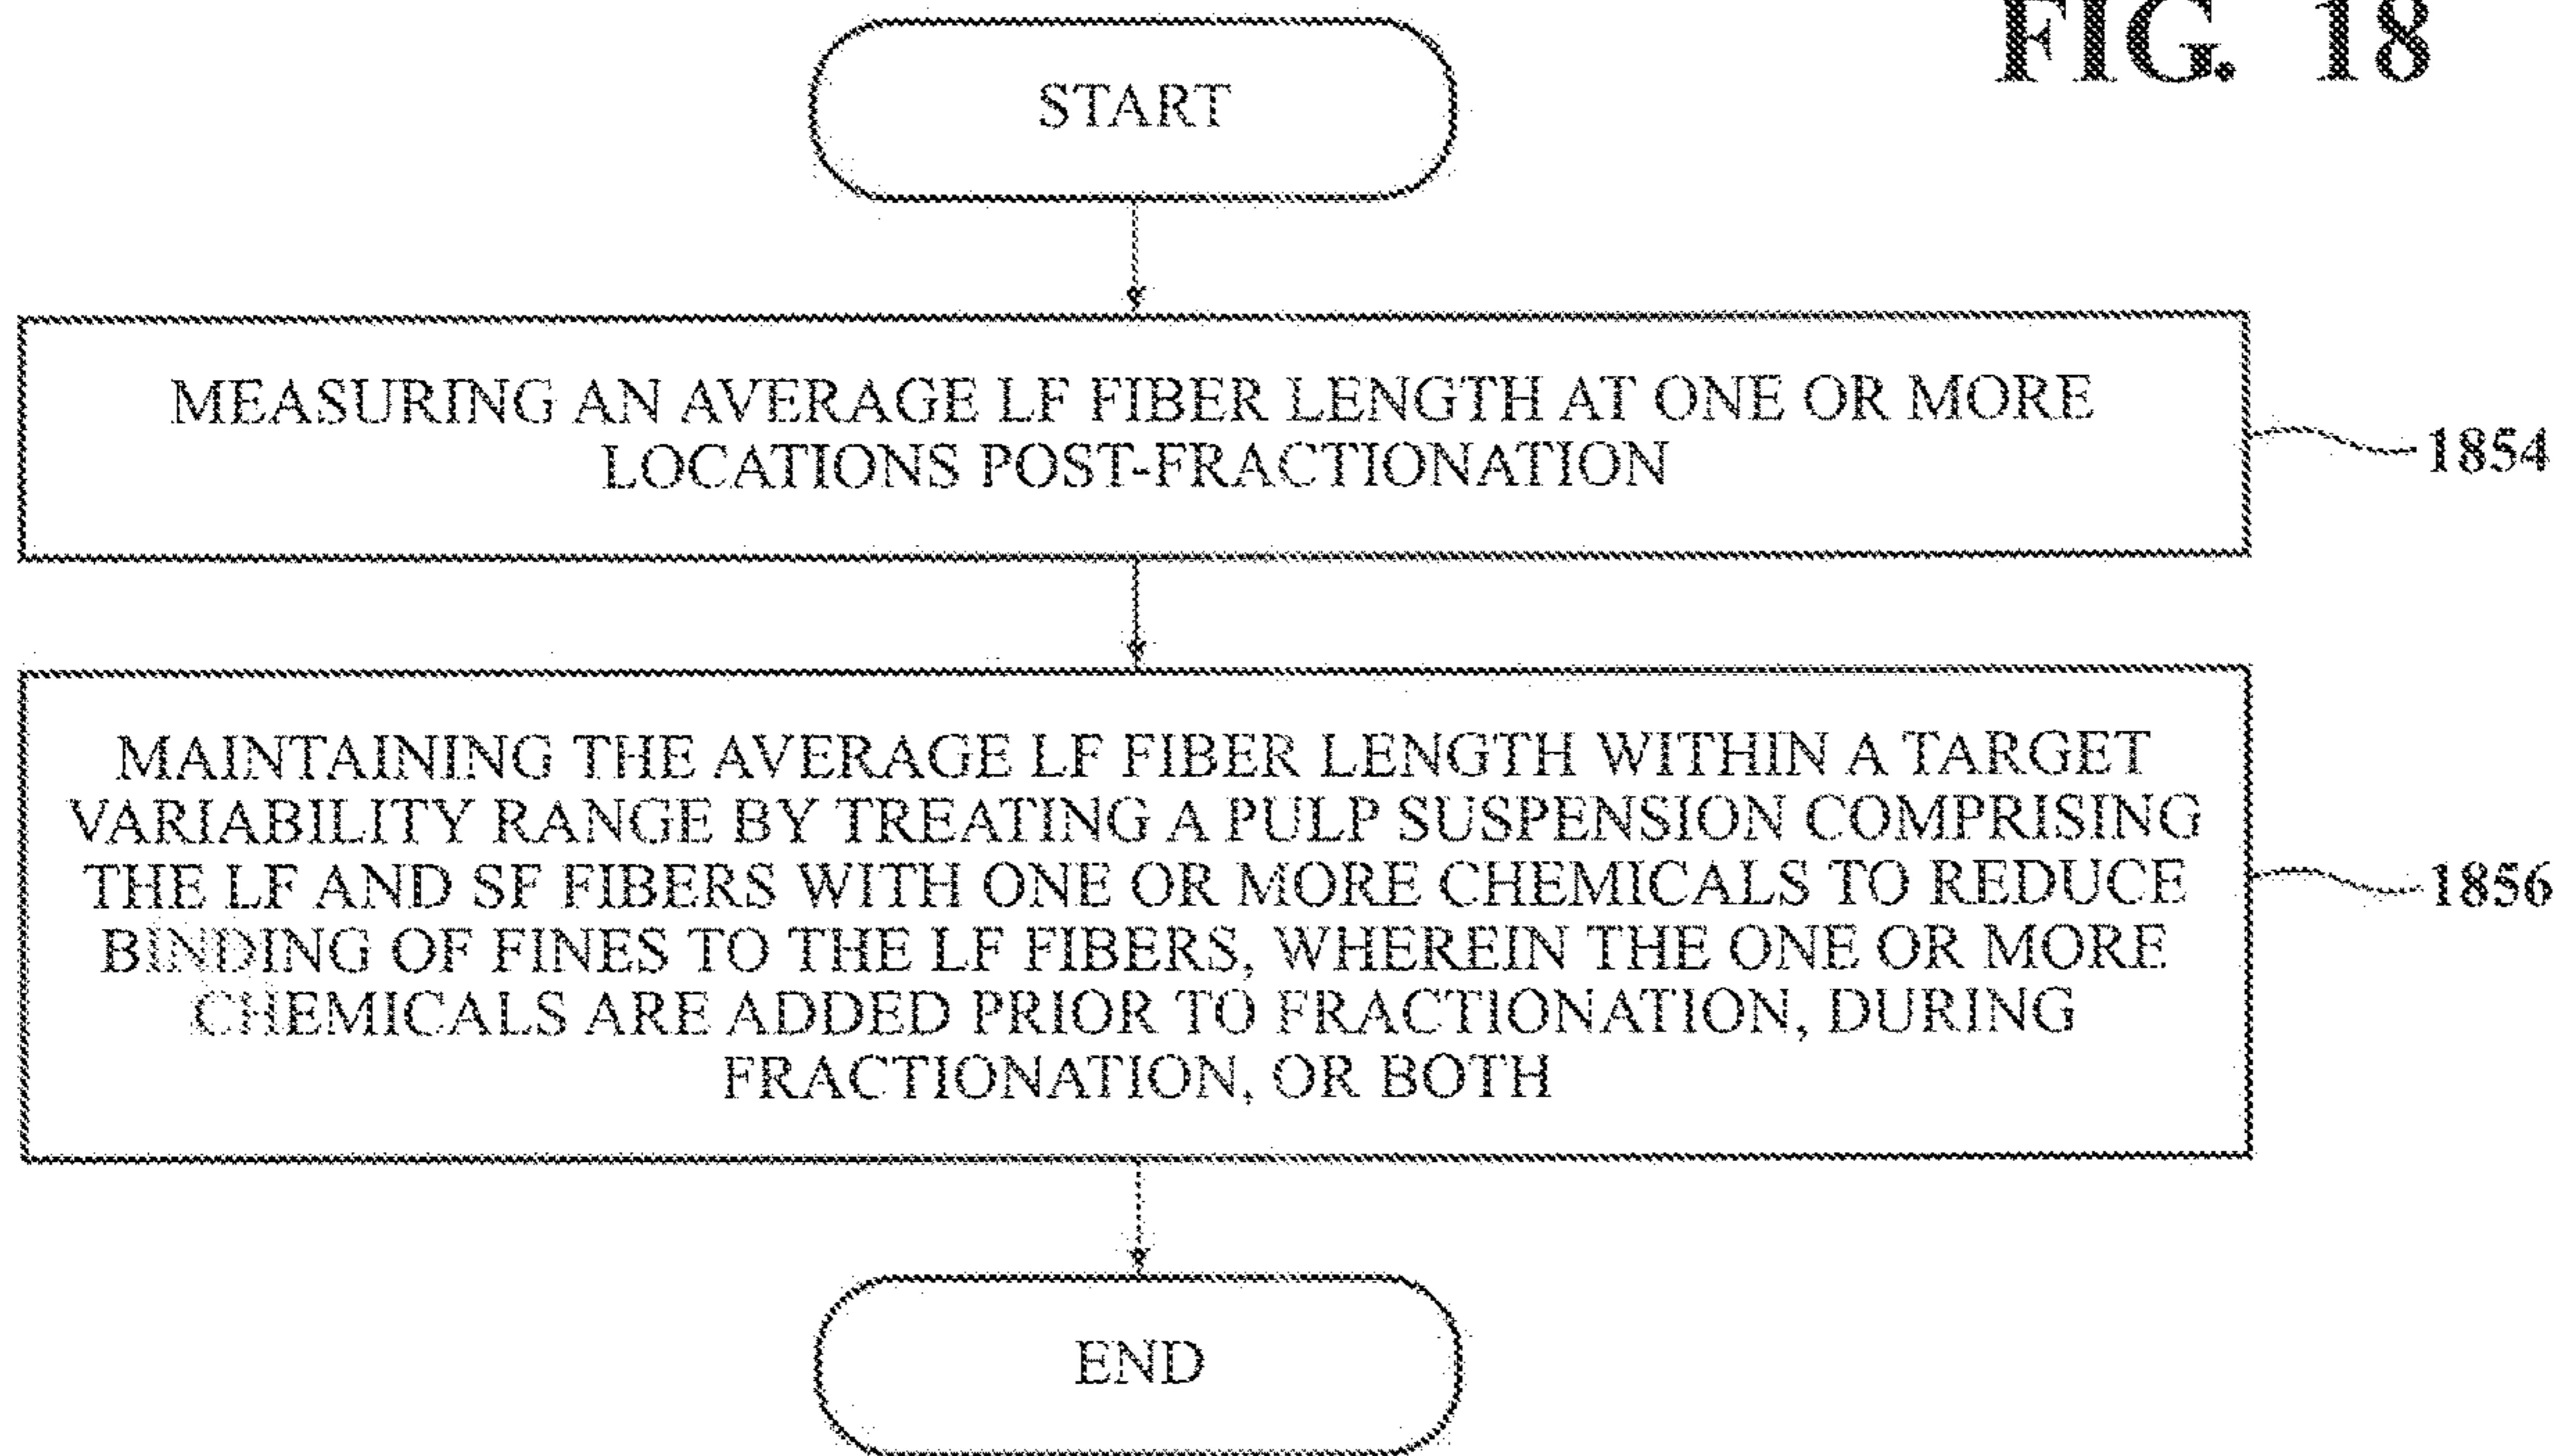 FIG. 18
START
MEASURING AN AVERAGE LF FIBER LENGTH AT ONE OR MORE
LOCATIONS POST-FRACTIONATION
1854
MAINTAINING THE AVERAGE LF FIBER LENGTH WITHIN A TARGET
VARIABILITY RANGE BY TREATING A PULP SUSPENSION COMPRISING
THE LF AND SF FIBERS WITH ONE OR MORE CHEMICALS TO REDUCE
BINDING OF FINES TO THE LF FIBERS, WHEREIN THE ONE OR MORE
CHEMICALS ARE ADDED PRIOR TO FRACTIONATION, DURING
FRACTIONATION, OR BOTH
1856
END